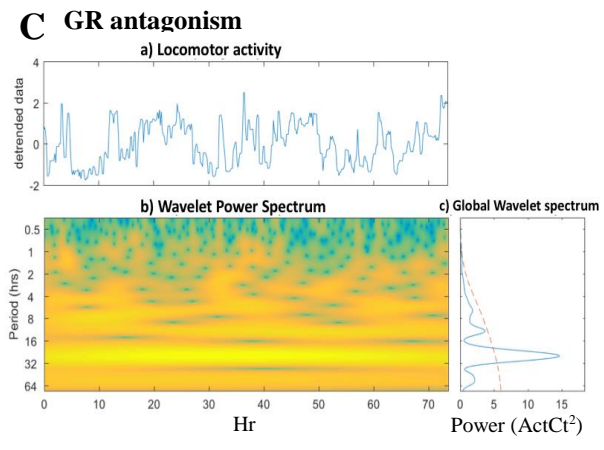 C GR antagonism
a) Locomotor activity
detrended data
4
2
0
-2
b) Wavelet Power Spectrum
Period (hrs)
0.5
1
2
4
8
16
32
64
0 10 20 30 40 50 60 70
Hr
c) Global Wavelet spectrum
0 5 10 15
Power (ActCt²)